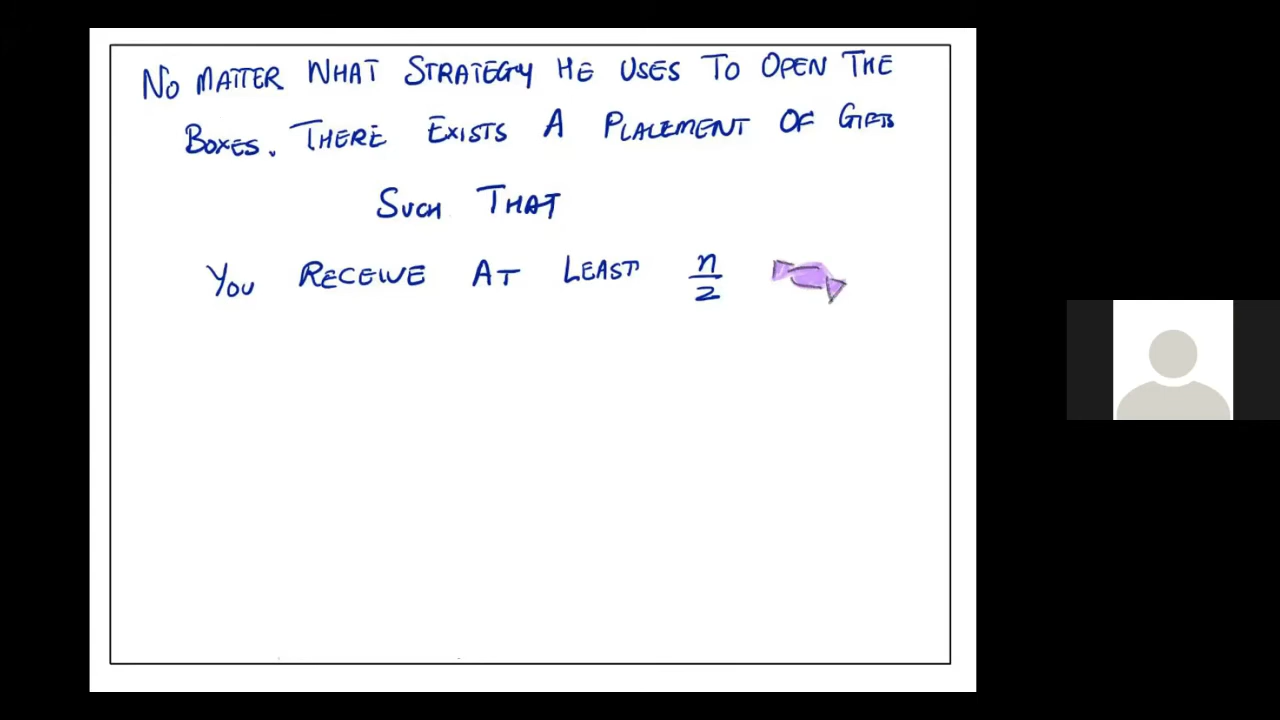 NO MATTER WHAT STRATEGY HE USES TO OPEN THE
BOXES. THERE EXISTS A PLACEMENT OF GIFTS
SUCH THAT
YOU RECEIVE AT LEAST n/2